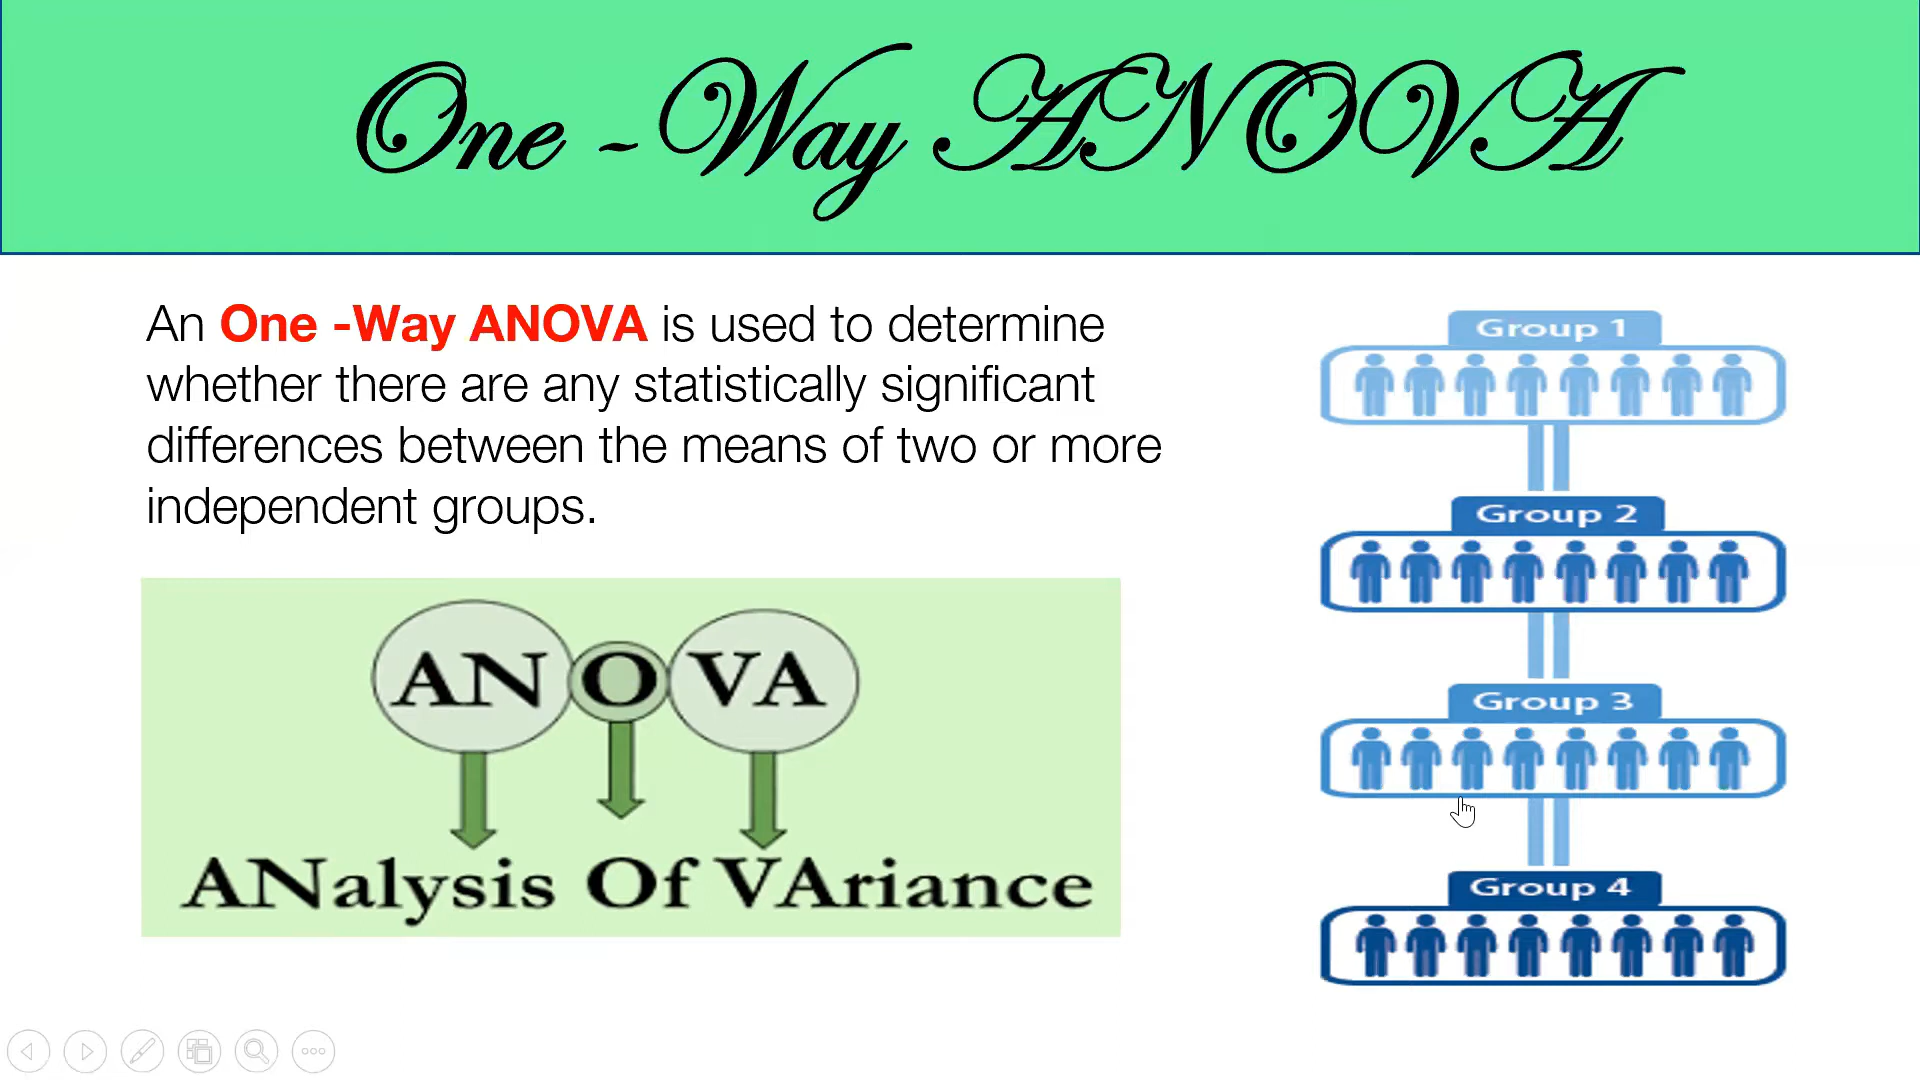 One -Way ANOVA
An One -Way ANOVA is used to determine
whether there are any statistically significant
differences between the means of two or more
independent groups.
ANOVA
ANalysis Of VAriance
Group 1
Group 2
Group 3
Group 4